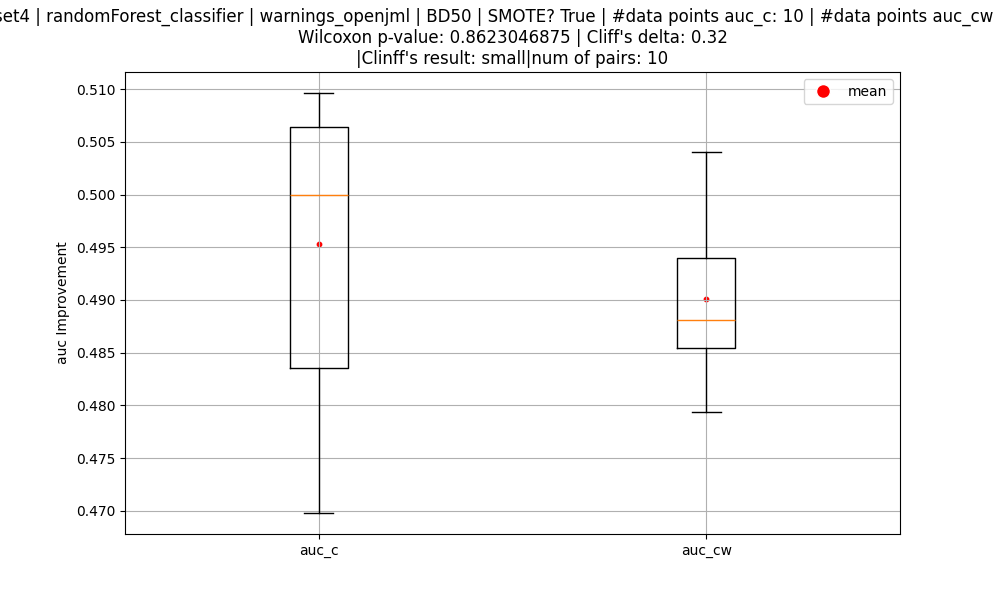 set4 | randomForest_classifier | warnings_openjml | BD50 | SMOTE? True | #data points auc_c: 10 | #data points auc_cw
Wilcoxon p-value: 0.8623046875 | Cliff's delta: 0.32
|Clinff's result: small|num of pairs: 10
mean
0.510
0.505
0.500
0.495
0.490
0.485
0.480
0.475
0.470
auc Improvement
auc_c
auc_cw